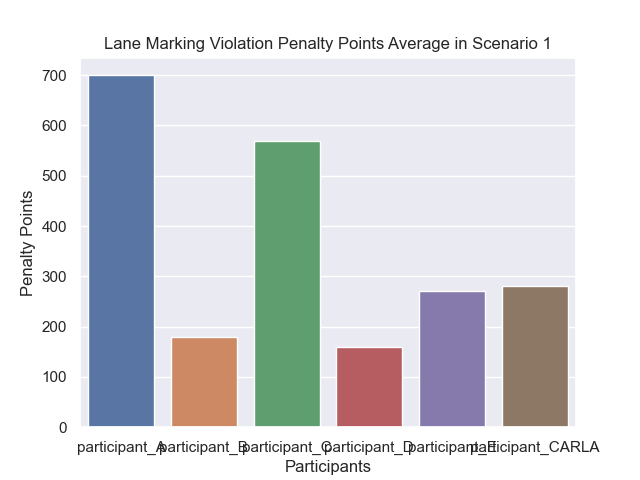 Lane Marking Violation Penalty Points Average in Scenario 1
Penalty Points
700
600
500
400
300
200
100
0
participant_A participant_B participant_C participant_D participant_E participant_CARLA
Participants